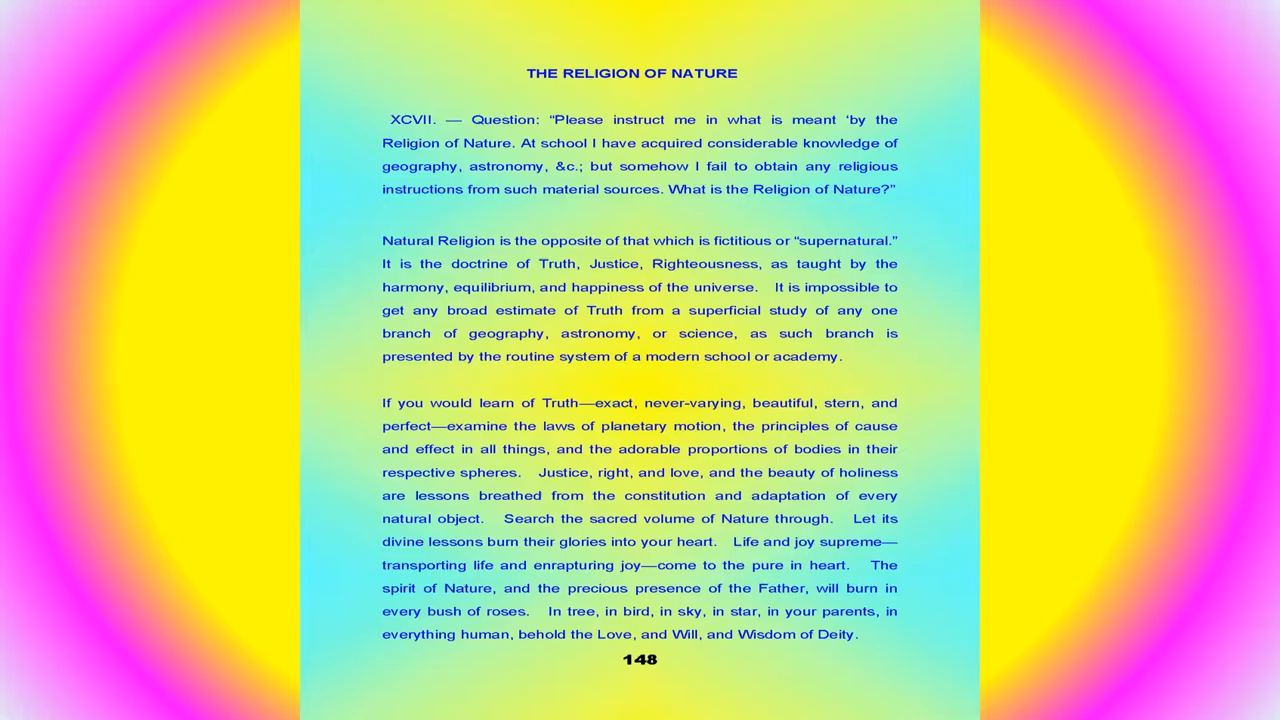 THE RELIGION OF NATURE
XCVII. — Question: "Please instruct me in what is meant ‘by the
Religion of Nature. At school I have acquired considerable knowledge of
geography, astronomy, &c.; but somehow I fail to obtain any religious
instructions from such material sources. What is the Religion of Nature?"
Natural Religion is the opposite of that which is fictitious or “supernatural.”
It is the doctrine of Truth, Justice, Righteousness, as taught by the
harmony, equilibrium, and happiness of the universe. It is impossible to
get any broad estimate of Truth from a superficial study of any one
branch of geography, astronomy, or science, as such branch is
presented by the routine system of a modern school or academy.
If you would learn of Truth—exact, never-varying, beautiful, stern, and
perfect—examine the laws of planetary motion, the principles of cause
and effect in all things, and the adorable proportions of bodies in their
respective spheres. Justice, right, and love, and the beauty of holiness
are lessons breathed from the constitution and adaptation of every
natural object. Search the sacred volume of Nature through. Let its
divine lessons burn their glories into your heart. Life and joy supreme—
transporting life and enrapturing joy—come to the pure in heart. The
spirit of Nature, and the precious presence of the Father, will burn in
every bush of roses. In tree, in bird, in sky, in star, in your parents, in
everything human, behold the Love, and Will, and Wisdom of Deity.
148